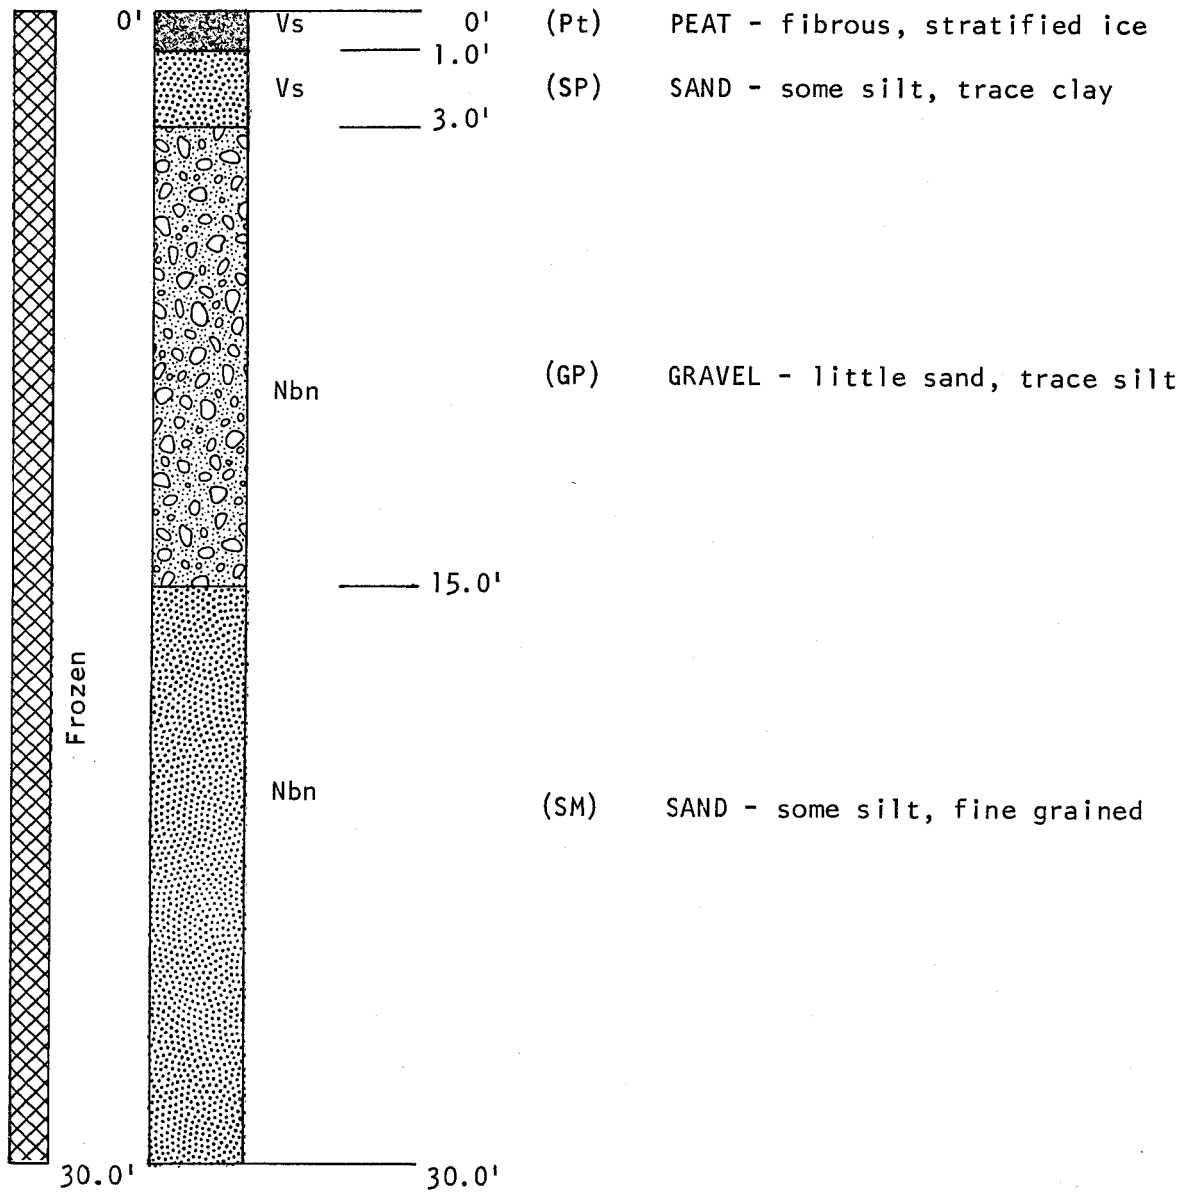 0' Vs 0' (Pt) PEAT - fibrous, stratified ice
1.0'
Vs (SP) SAND - some silt, trace clay
3.0'
Nbn (GP) GRAVEL - little sand, trace silt
15.0'
Frozen
Nbn (SM) SAND - some silt, fine grained
30.0' 30.0'